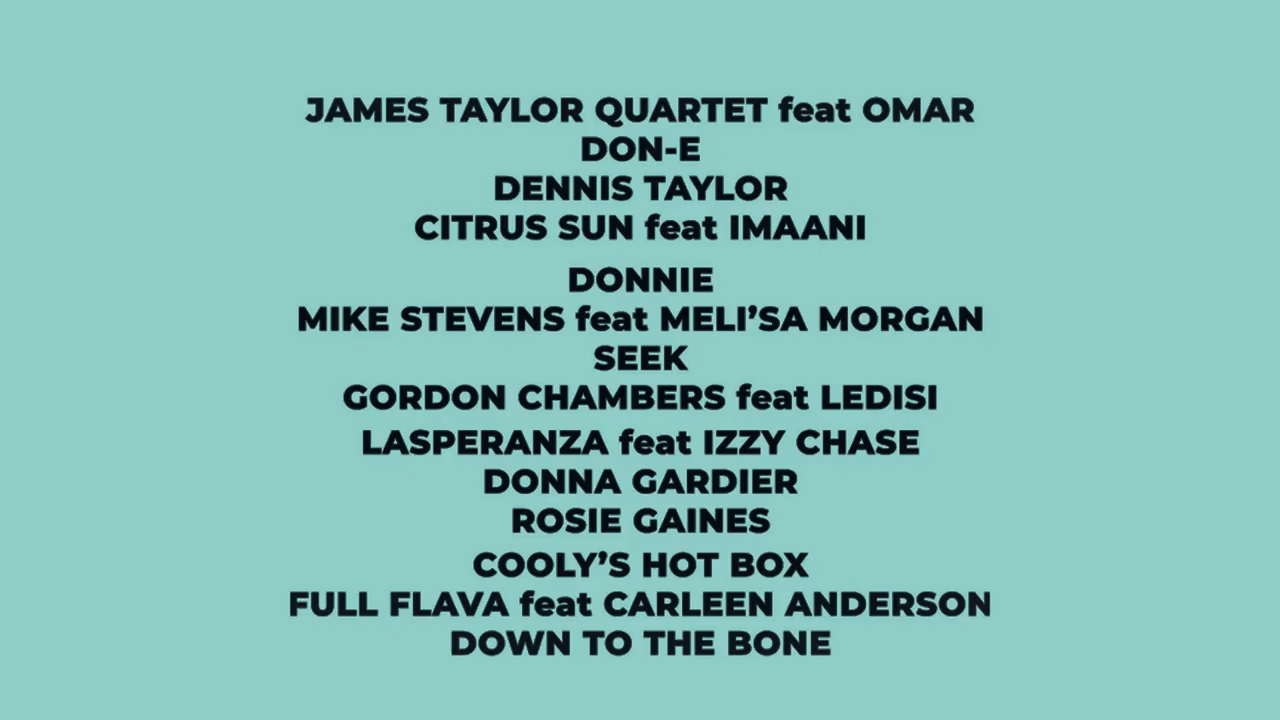 JAMES TAYLOR QUARTET feat OMAR
DON-E
DENNIS TAYLOR
CITRUS SUN feat IMAANI
DONNIE
MIKE STEVENS feat MELI’SA MORGAN
SEEK
GORDON CHAMBERS feat LEDISI
LASPERANZA feat IZZY CHASE
DONNA GARDIER
ROSIE GAINES
COOLY’S HOT BOX
FULL FLAVA feat CARLEEN ANDERSON
DOWN TO THE BONE